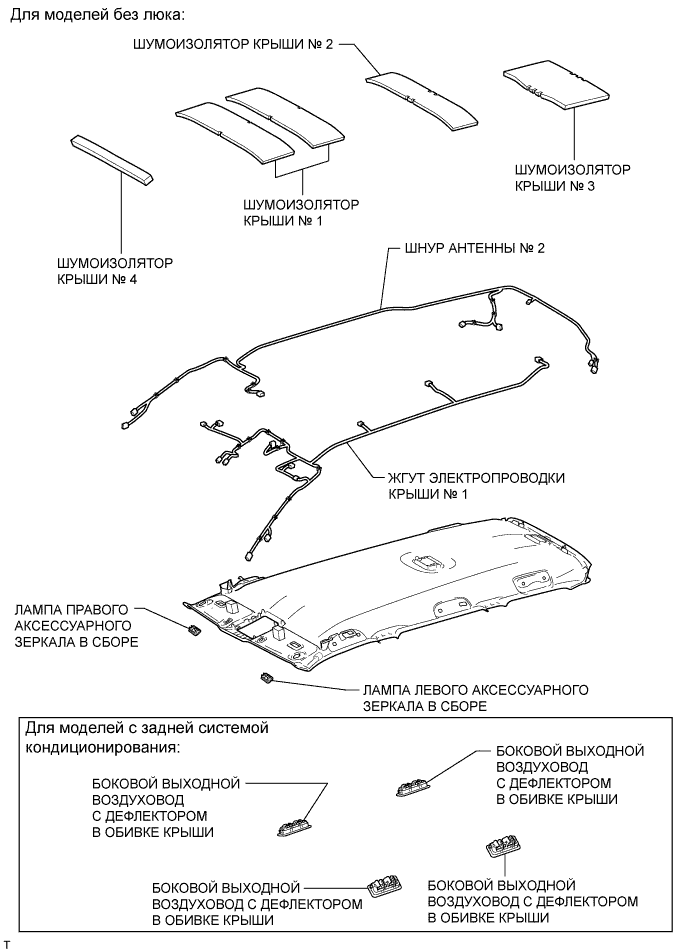 Для моделей без люка:
ШУМОИЗОЛЯТОР КРЫШИ № 2
ШУМОИЗОЛЯТОР
КРЫШИ № 3
ШУМОИЗОЛЯТОР
КРЫШИ № 1
ШУМОИЗОЛЯТОР
КРЫШИ № 4
ШНУР АНТЕННЫ № 2
ЖГУТ ЭЛЕКТРОПРОВОДКИ
КРЫШИ № 1
ЛАМПА ПРАВОГО
АКСЕССУАРНОГО
ЗЕРКАЛА В СБОРЕ
ЛАМПА ЛЕВОГО АКСЕССУАРНОГО
ЗЕРКАЛА В СБОРЕ
Для моделей с задней системой
кондиционирования:
БОКОВОЙ ВЫХОДНОЙ
ВОЗДУХОВОД
С ДЕФЛЕКТОРОМ
В ОБИВКЕ КРЫШИ
БОКОВОЙ ВЫХОДНОЙ
ВОЗДУХОВОД
С ДЕФЛЕКТОРОМ
В ОБИВКЕ КРЫШИ
БОКОВОЙ ВЫХОДНОЙ
ВОЗДУХОВОД С ДЕФЛЕКТОРОМ
В ОБИВКЕ КРЫШИ
БОКОВОЙ ВЫХОДНОЙ
ВОЗДУХОВОД С ДЕФЛЕКТОРОМ
В ОБИВКЕ КРЫШИ
T